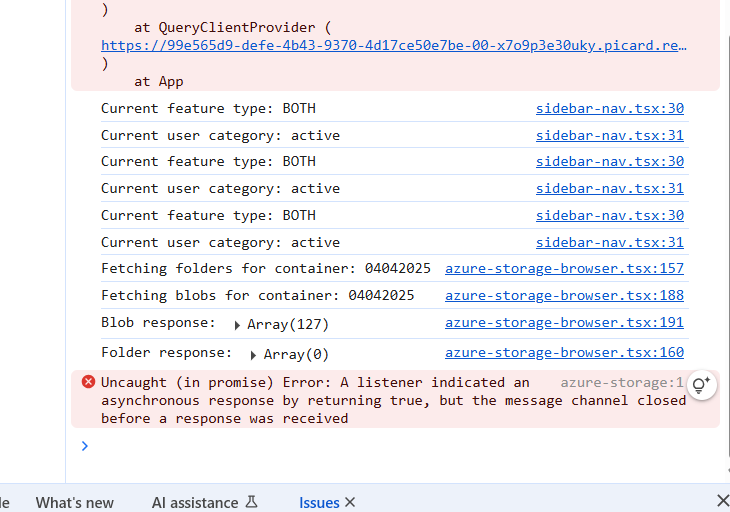 )
at QueryClientProvider (
https://99e565d9-defe-4b43-9370-4d17ce50e7be-00-x7o9p3e30uky.picard.re…
)
at App
Current feature type: BOTH sidebar-nav.tsx:30
Current user category: active sidebar-nav.tsx:31
Current feature type: BOTH sidebar-nav.tsx:30
Current user category: active sidebar-nav.tsx:31
Current feature type: BOTH sidebar-nav.tsx:30
Current user category: active sidebar-nav.tsx:31
Fetching folders for container: 04042025 azure-storage-browser.tsx:157
Fetching blobs for container: 04042025 azure-storage-browser.tsx:188
Blob response: Array(127) azure-storage-browser.tsx:191
Folder response: Array(0) azure-storage-browser.tsx:160
Uncaught (in promise) Error: A listener indicated an azure-storage:1
asynchronous response by returning true, but the message channel closed
before a response was received
What's new AI assistance Issues